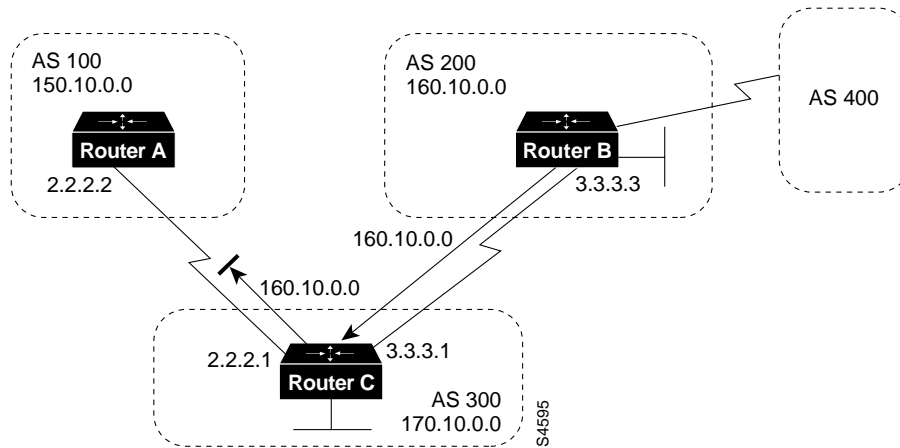 AS 100
150.10.0.0
Router A
2.2.2.2
AS 200
160.10.0.0
Router B
3.3.3.3
AS 400
160.10.0.0
160.10.0.0
2.2.2.1
3.3.3.1
Router C
AS 300
170.10.0.0
S4595